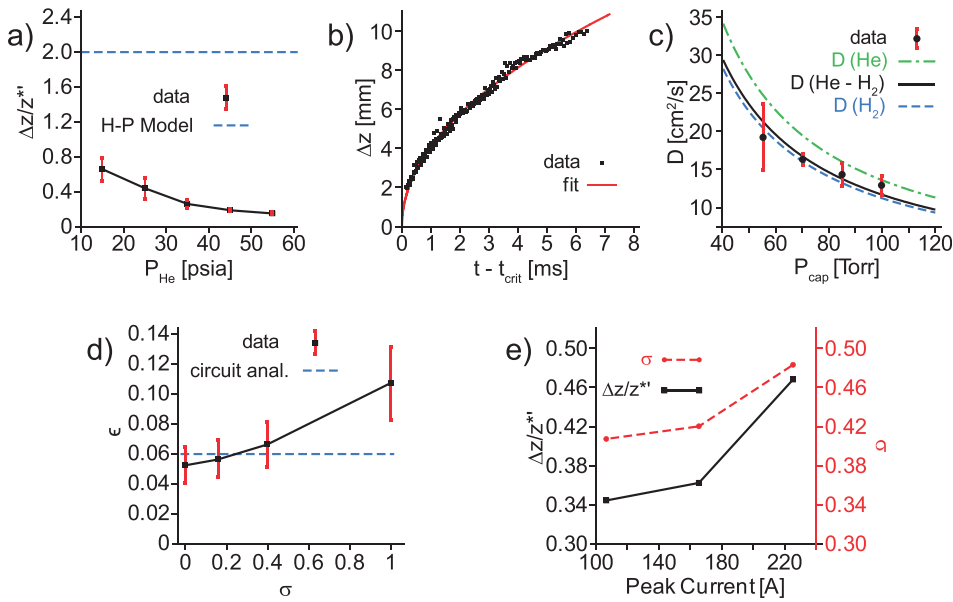 a)
2.4
2.0
1.6
1.2
0.8
0.4
0
Δz/z*'
data
H-P Model
10 20 30 40 50 60
P_He [psia]
b)
12
10
8
6
4
2
0
Δz [mm]
data
fit
0 1 2 3 4 5 6 7 8
t - t_crit [ms]
c)
35
30
25
20
15
10
D [cm²/s]
data
D (He)
D (He - H₂)
D (H₂)
40 60 80 100 120
P_cap [Torr]
d)
0.14
0.12
0.10
0.08
0.06
0.04
0.02
0
ϵ
data
circuit anal.
0 0.2 0.4 0.6 0.8 1
σ
e)
0.50
0.46
0.42
0.38
0.34
0.30
Δz/z*'
σ
Δz/z*'
0.50
0.46
0.42
0.38
0.34
0.30
σ
100 140 180 220
Peak Current [A]